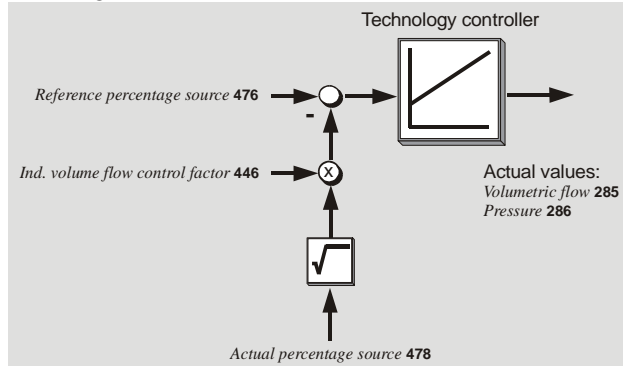 Technology controller
Reference percentage source 476
-
Ind. volume flow control factor 446
X
Actual values:
Volumetric flow 285
Pressure 286
√
Actual percentage source 478